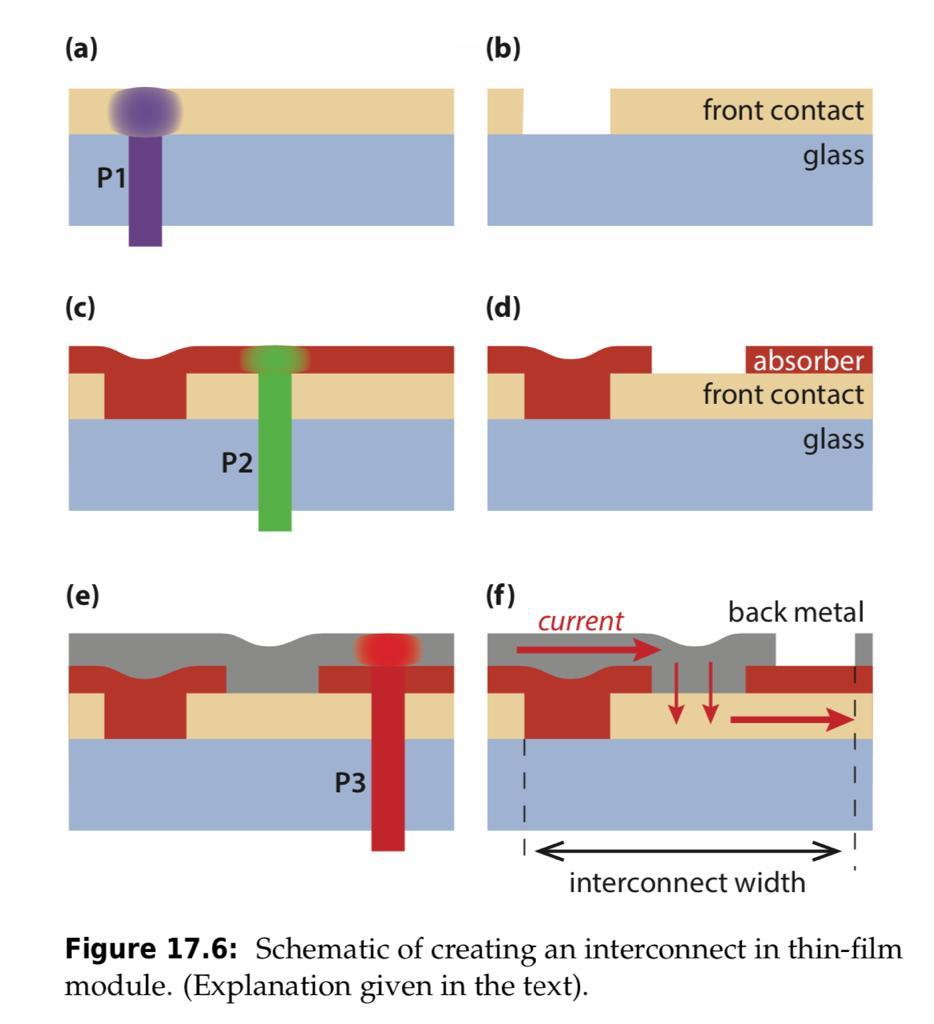 (a)
(b)
front contact
glass
P1
(c)
(d)
absorber
front contact
glass
P2
(e)
(f)
back metal
current
P3
interconnect width
Figure 17.6: Schematic of creating an interconnect in thin-film
module. (Explanation given in the text).